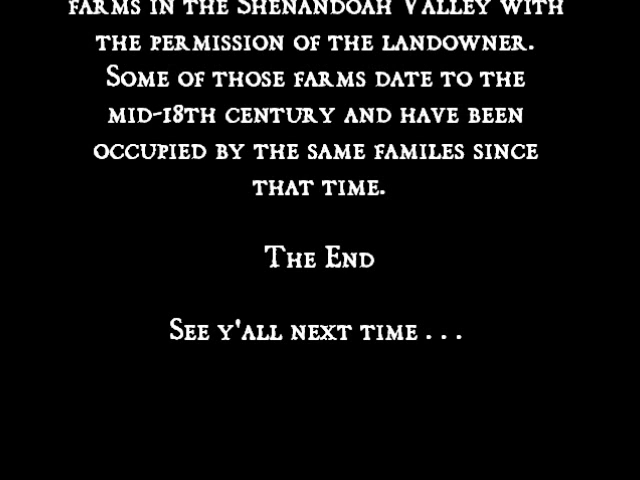 farms in the Shenandoah Valley with
the permission of the landowner.
Some of those farms date to the
mid-18th century and have been
occupied by the same familes since
that time.
The End
See y'all next time . . .